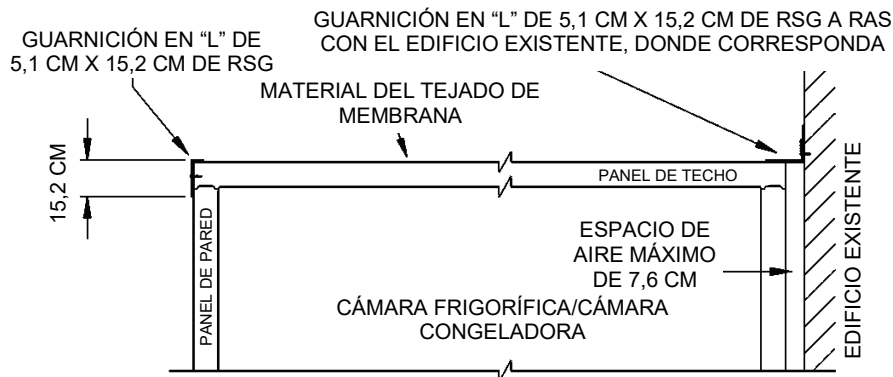 GUARNICIÓN EN “L” DE
5,1 CM X 15,2 CM DE RSG
GUARNICIÓN EN “L” DE 5,1 CM X 15,2 CM DE RSG A RAS
CON EL EDIFICIO EXISTENTE, DONDE CORRESPONDA
MATERIAL DEL TEJADO DE
MEMBRANA
15,2 CM
PANEL DE TECHO
PANEL DE PARED
ESPACIO DE
AIRE MÁXIMO
DE 7,6 CM
EDIFICIO EXISTENTE
CÁMARA FRIGORÍFICA/CÁMARA
CONGELADORA